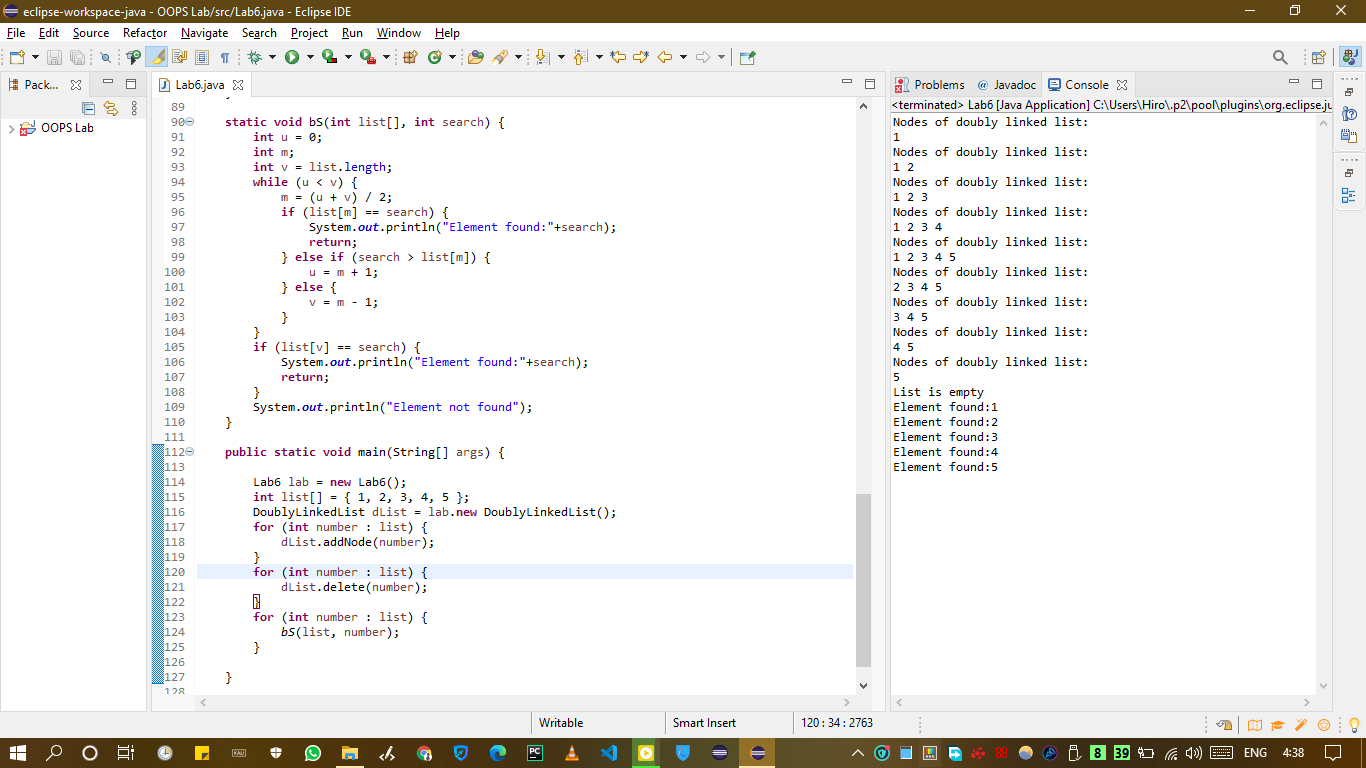 eclipse-workspace-java - OOPS Lab/src/Lab6.java - Eclipse IDE
File Edit Source Refactor Navigate Search Project Run Window Help
Pack...
OOPS Lab
Lab6.java
89
90 static void bS(int list[], int search) {
91 int u = 0;
92 int m;
93 int v = list.length;
94 while (u < v) {
95 m = (u + v) / 2;
96 if (list[m] == search) {
97 System.out.println("Element found:"+search);
98 return;
99 } else if (search > list[m]) {
100 u = m + 1;
101 } else {
102 v = m - 1;
103 }
104 }
105 if (list[v] == search) {
106 System.out.println("Element found:"+search);
107 return;
108 }
109 System.out.println("Element not found");
110 }
111
112 public static void main(String[] args) {
113
114 Lab6 lab = new Lab6();
115 int list[] = { 1, 2, 3, 4, 5 };
116 DoublyLinkedList dList = lab.new DoublyLinkedList();
117 for (int number : list) {
118 dList.addNode(number);
119 }
120 for (int number : list) {
121 dList.delete(number);
122 }
123 for (int number : list) {
124 bS(list, number);
125 }
126
127 }
128
Problems @ Javadoc Console
<terminated> Lab6 [Java Application] C:\Users\Hiro\.p2\pool\plugins\org.eclipse.ju
Nodes of doubly linked list:
1
Nodes of doubly linked list:
1 2
Nodes of doubly linked list:
1 2 3
Nodes of doubly linked list:
1 2 3 4
Nodes of doubly linked list:
1 2 3 4 5
Nodes of doubly linked list:
2 3 4 5
Nodes of doubly linked list:
3 4 5
Nodes of doubly linked list:
4 5
Nodes of doubly linked list:
5
List is empty
Element found:1
Element found:2
Element found:3
Element found:4
Element found:5
Writable Smart Insert 120 : 34 : 2763
KALI PC 8 39 ENG 4:38